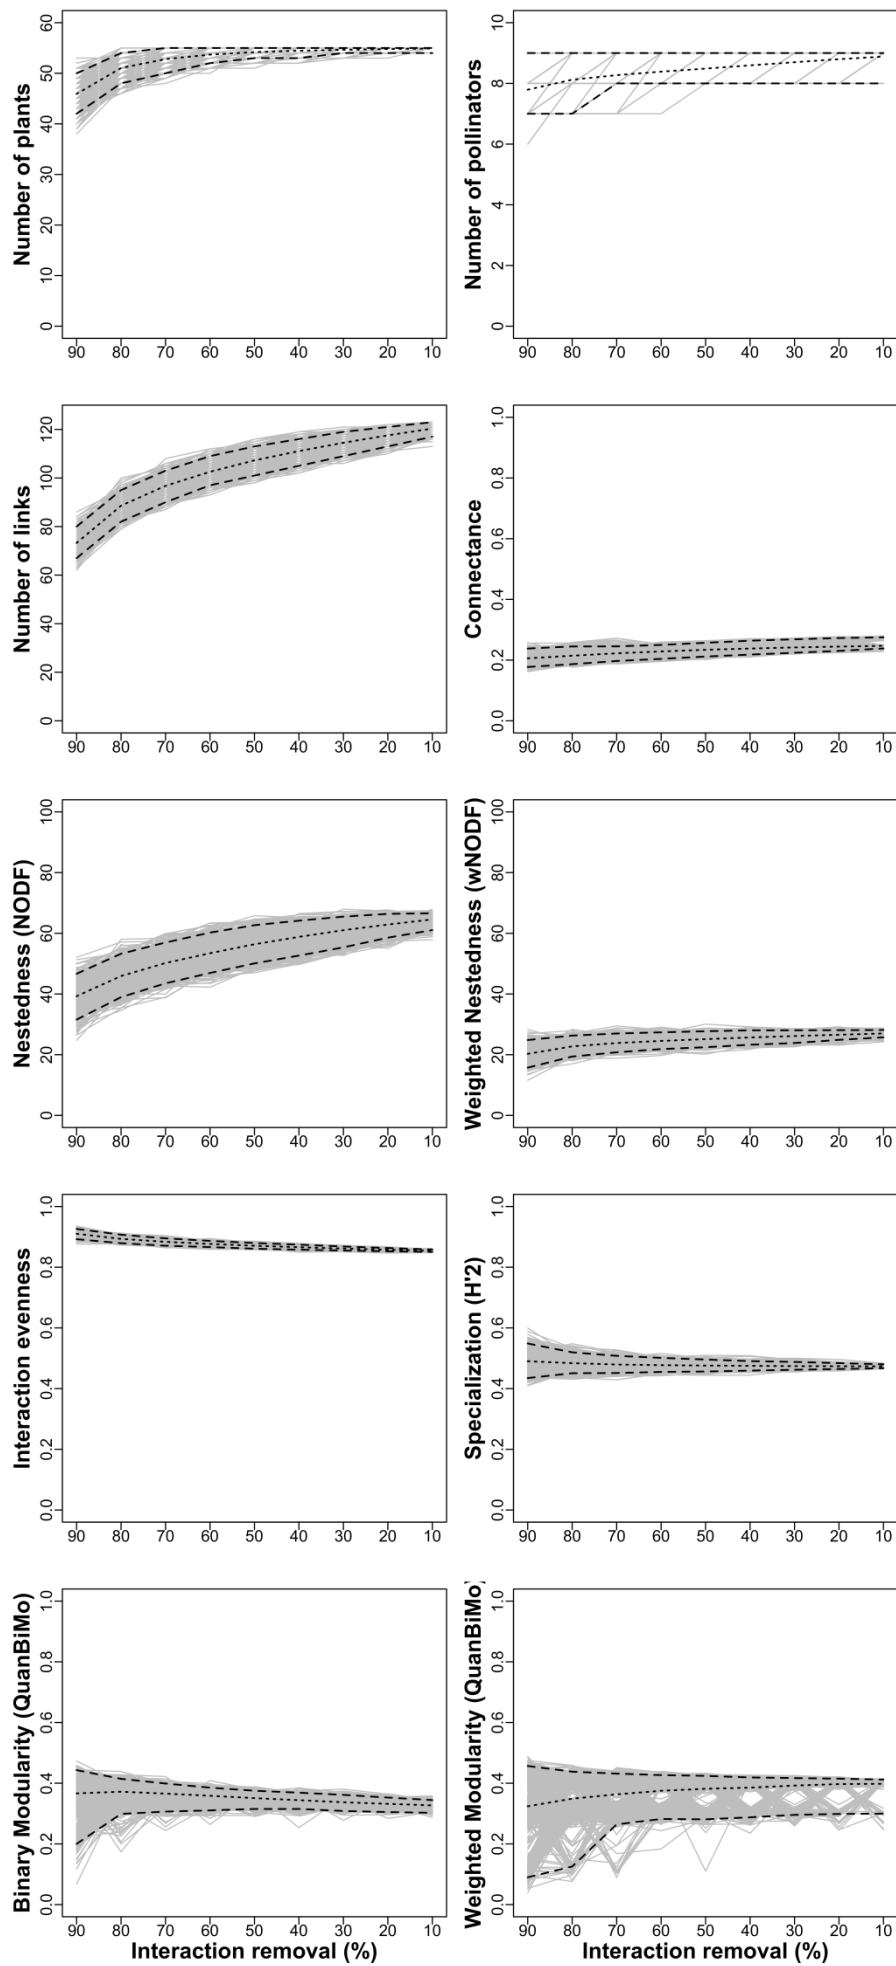 Number of plants
60
50
40
30
20
10
0
90 80 70 60 50 40 30 20 10
Number of pollinators
10
8
6
4
2
0
90 80 70 60 50 40 30 20 10
Number of links
120
100
80
60
40
20
0
90 80 70 60 50 40 30 20 10
Connectance
1.0
0.8
0.6
0.4
0.2
0.0
90 80 70 60 50 40 30 20 10
Nestedness (NODF)
100
80
60
40
20
0
90 80 70 60 50 40 30 20 10
Weighted Nestedness (wNODF)
100
80
60
40
20
0
90 80 70 60 50 40 30 20 10
Interaction evenness
1.0
0.8
0.6
0.4
0.2
0.0
90 80 70 60 50 40 30 20 10
Specialization (H'2)
1.0
0.8
0.6
0.4
0.2
0.0
90 80 70 60 50 40 30 20 10
Binary Modularity (QuanBiMo)
1.0
0.8
0.6
0.4
0.2
0.0
90 80 70 60 50 40 30 20 10
Interaction removal (%)
Weighted Modularity (QuanBiMo)
1.0
0.8
0.6
0.4
0.2
0.0
90 80 70 60 50 40 30 20 10
Interaction removal (%)